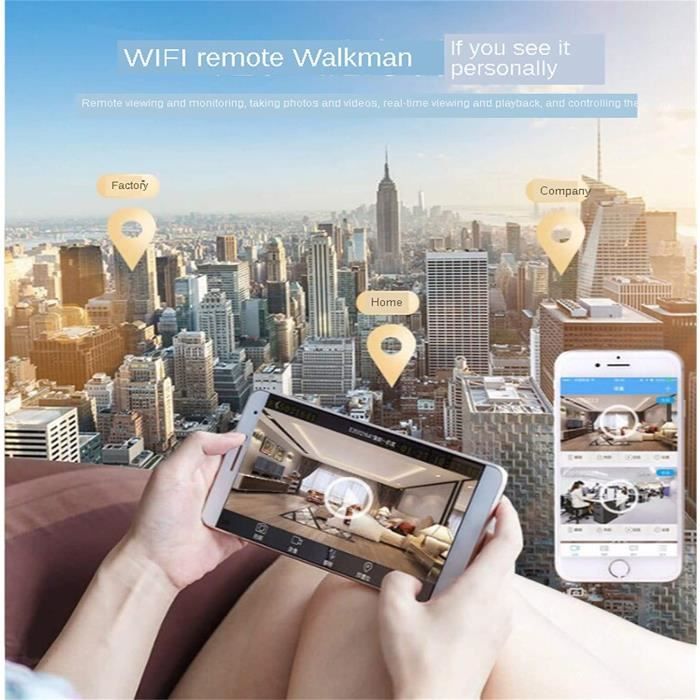 WIFI remote Walkman
If you see it
personally
Remote viewing and monitoring, taking photos and videos, real-time viewing and playback, and controlling the
Factory
Company
Home